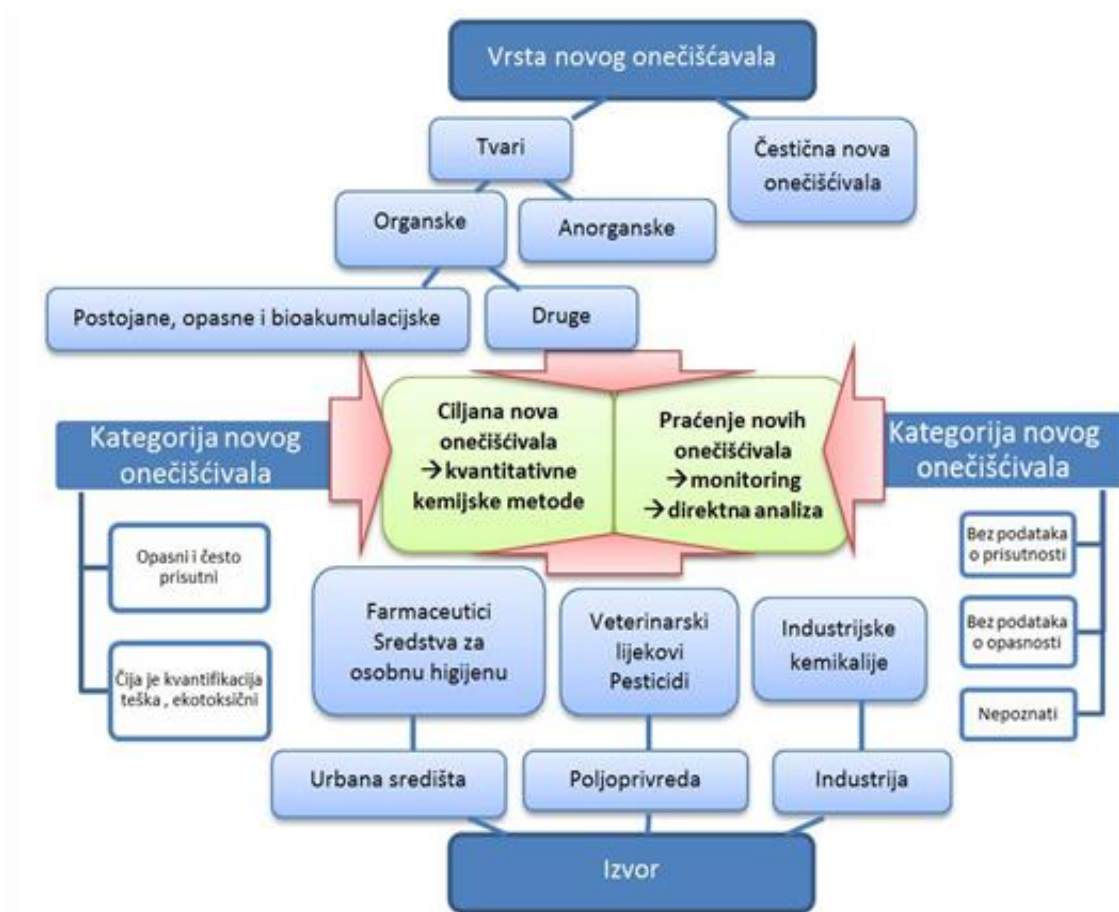 Vrsta novog onečišćavala
Tvari
Čestična nova
onečišćivala
Organske
Anorganske
Postojane, opasne i bioakumulacijske
Druge
Kategorija novog
onečišćivala
Opasni i često
prisutni
Čija je kvantifikacija
teška , ekotoksični
Ciljana nova
onečišćivala
→kvantitativne
kemijske metode
Praćenje novih
onečišćivala
→monitoring
→direktna analiza
Kategorija novog
onečišćivala
Bez podataka
o prisutnosti
Bez podataka
o opasnosti
Nepoznati
Farmaceutici
Sredstva za
osobnu higijenu
Veterinarski
lijekovi
Pesticidi
Industrijske
kemikalije
Urbana središta
Poljoprivreda
Industrija
Izvor